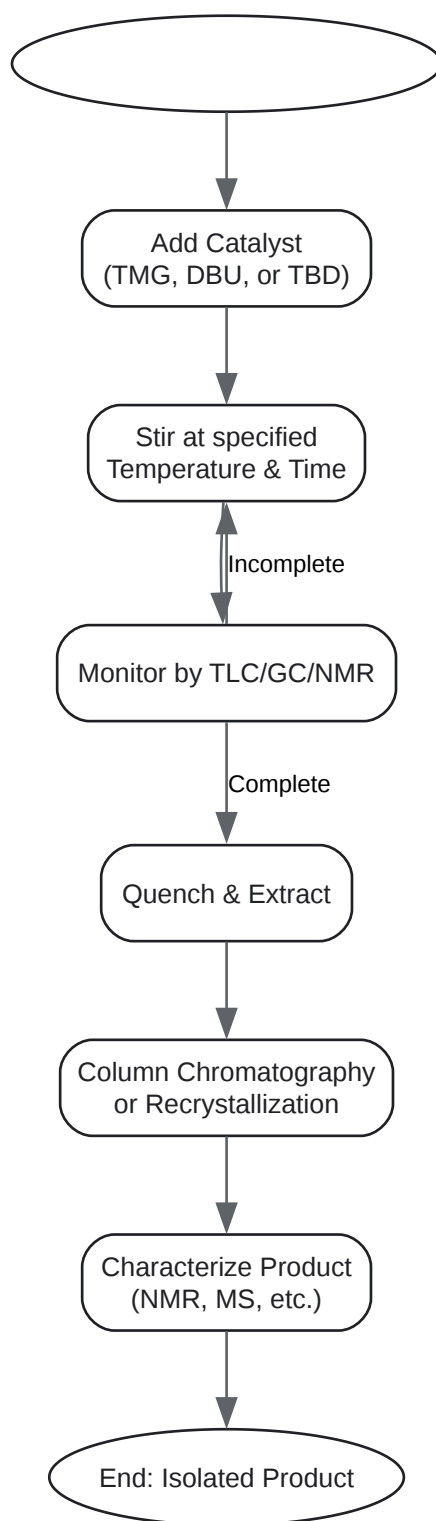 Add Catalyst
(TMG, DBU, or TBD)
Stir at specified
Temperature & Time
Incomplete
Monitor by TLC/GC/NMR
Complete
Quench & Extract
Column Chromatography
or Recrystallization
Characterize Product
(NMR, MS, etc.)
End: Isolated Product